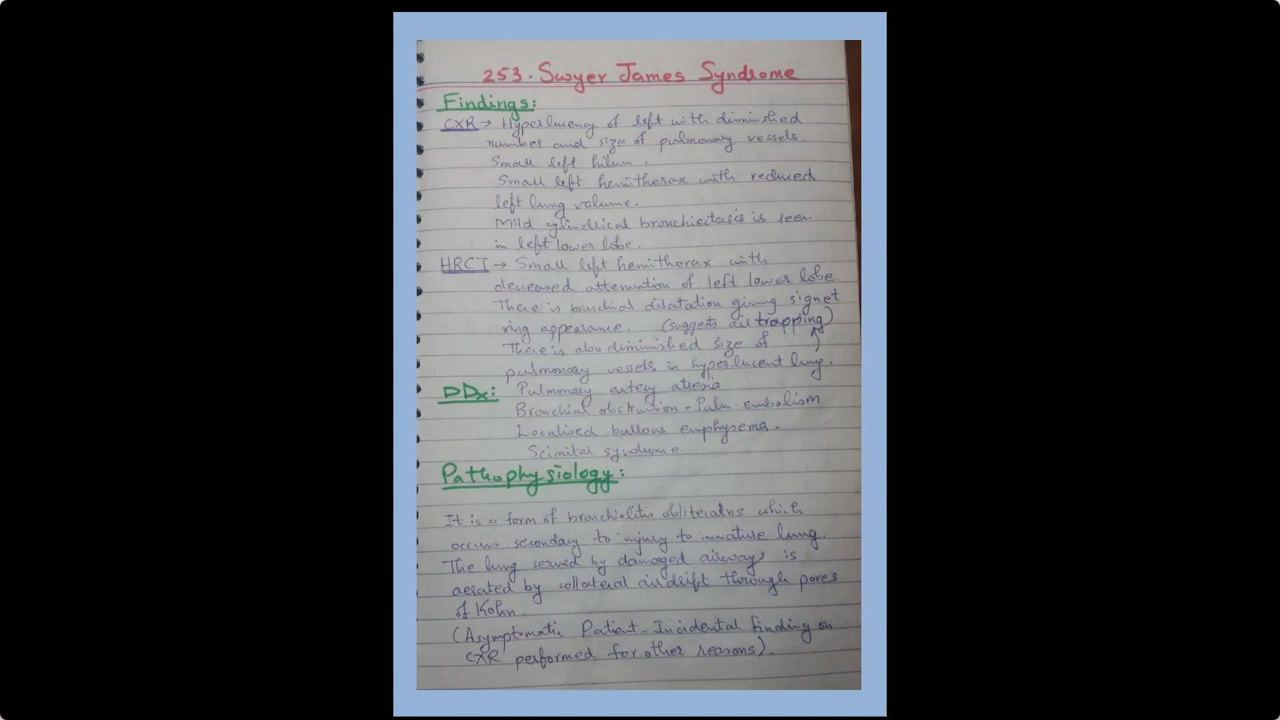 253. Swyer James Syndrome
Findings:
CXR → Hyperlucency of left with diminished
number and size of pulmonary vessels.
Small left hilum.
Small left hemithorax with reduced
left lung volume.
Mild cylindrical bronchiectasis is seen
in left lower lobe.
HRCT → Small left hemithorax with
decreased attenuation of left lower lobe
There is bronchial dilatation giving signet
ring appearance. (suggests air trapping)
There is also diminished size of
pulmonary vessels in hyperlucent lung.
DDx: Pulmonary artery atresia
Bronchial obstruction - Pulm. embolism
Localised bullous emphysema.
Scimital syndrome
Pathophysiology:
It is a form of bronchiolitis obliterans which
occurs secondary to injury to immature lung.
The lung served by damaged airways is
aerated by collateral airdrift through pores
of Kohn.
(Asymptomatic Patient - Incidental finding on
CXR performed for other reasons).